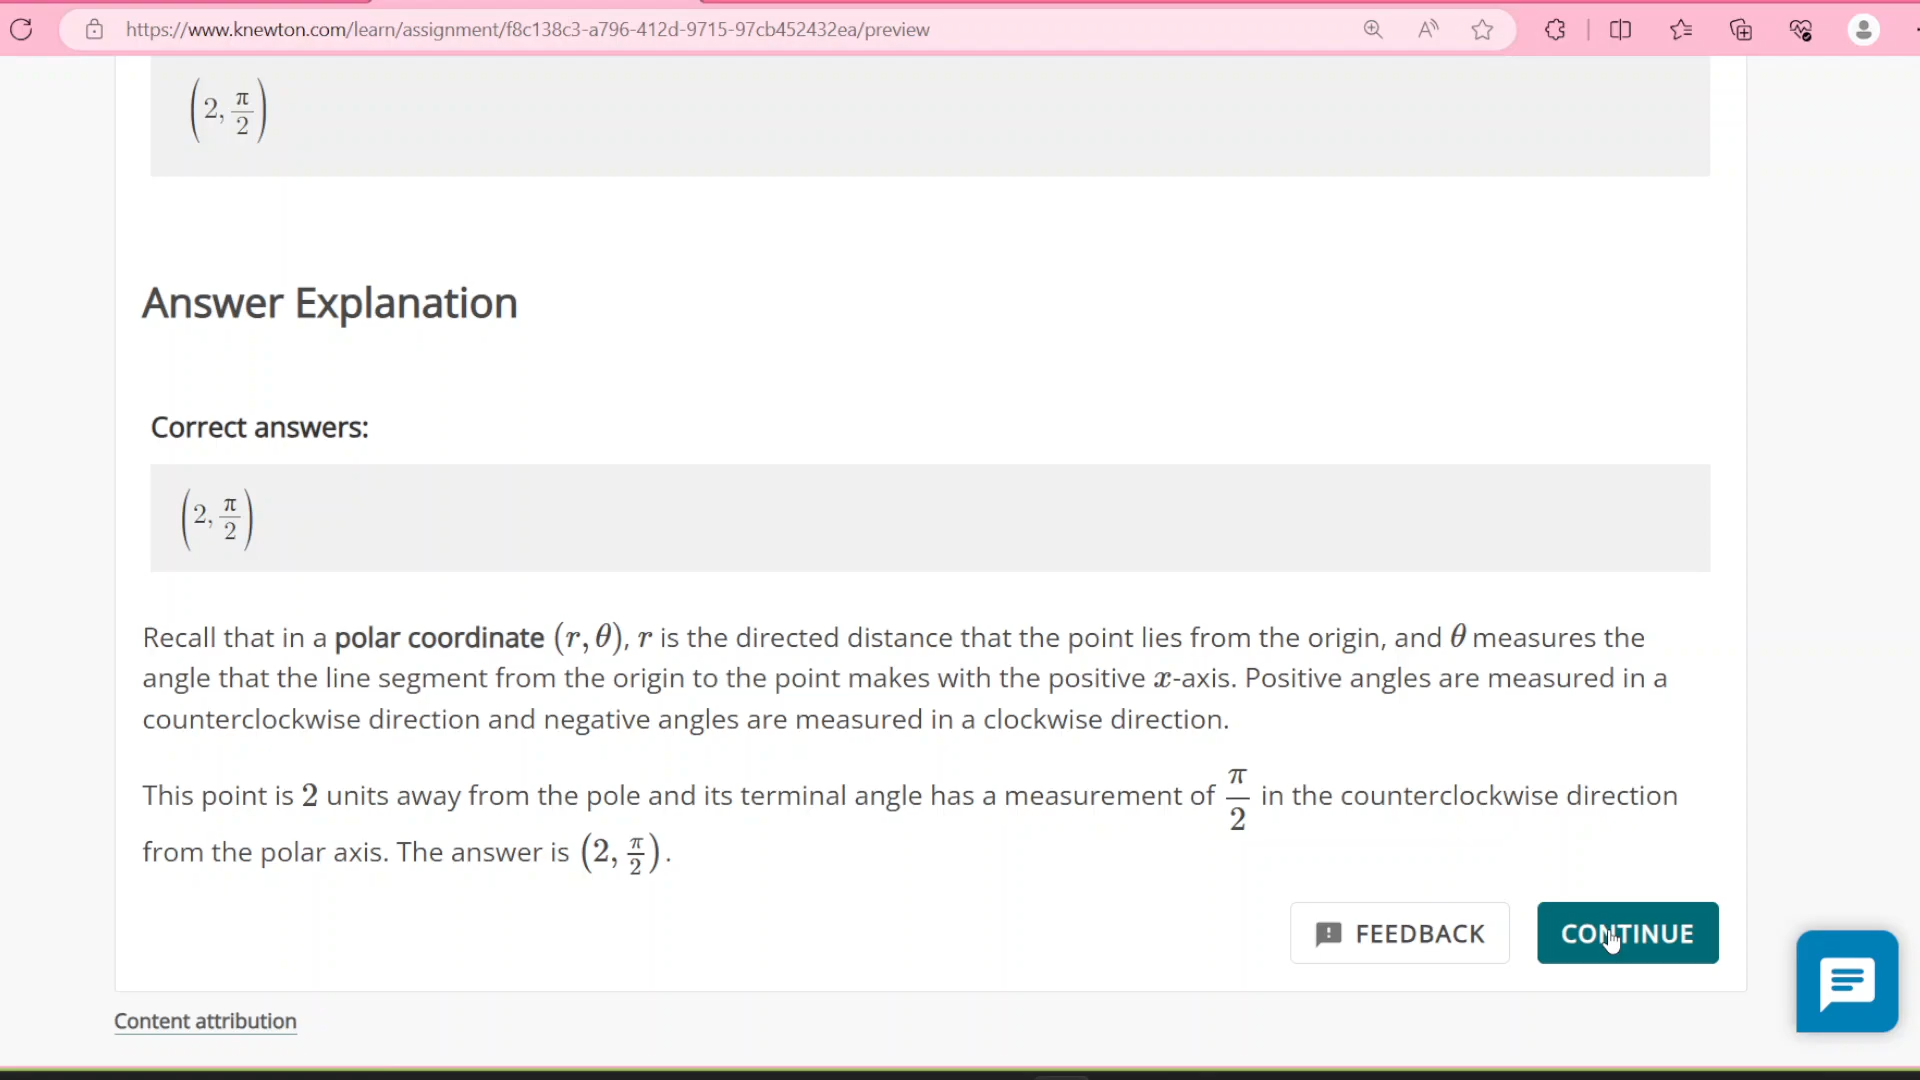 https://www.knewton.com/learn/assignment/f8c138c3-a796-412d-9715-97cb452432ea/preview
(2, π/2)
Answer Explanation
Correct answers:
(2, π/2)
Recall that in a polar coordinate (r, θ), r is the directed distance that the point lies from the origin, and θ measures the
angle that the line segment from the origin to the point makes with the positive x-axis. Positive angles are measured in a
counterclockwise direction and negative angles are measured in a clockwise direction.
This point is 2 units away from the pole and its terminal angle has a measurement of π/2 in the counterclockwise direction
from the polar axis. The answer is (2, π/2).
FEEDBACK
CONTINUE
Content attribution